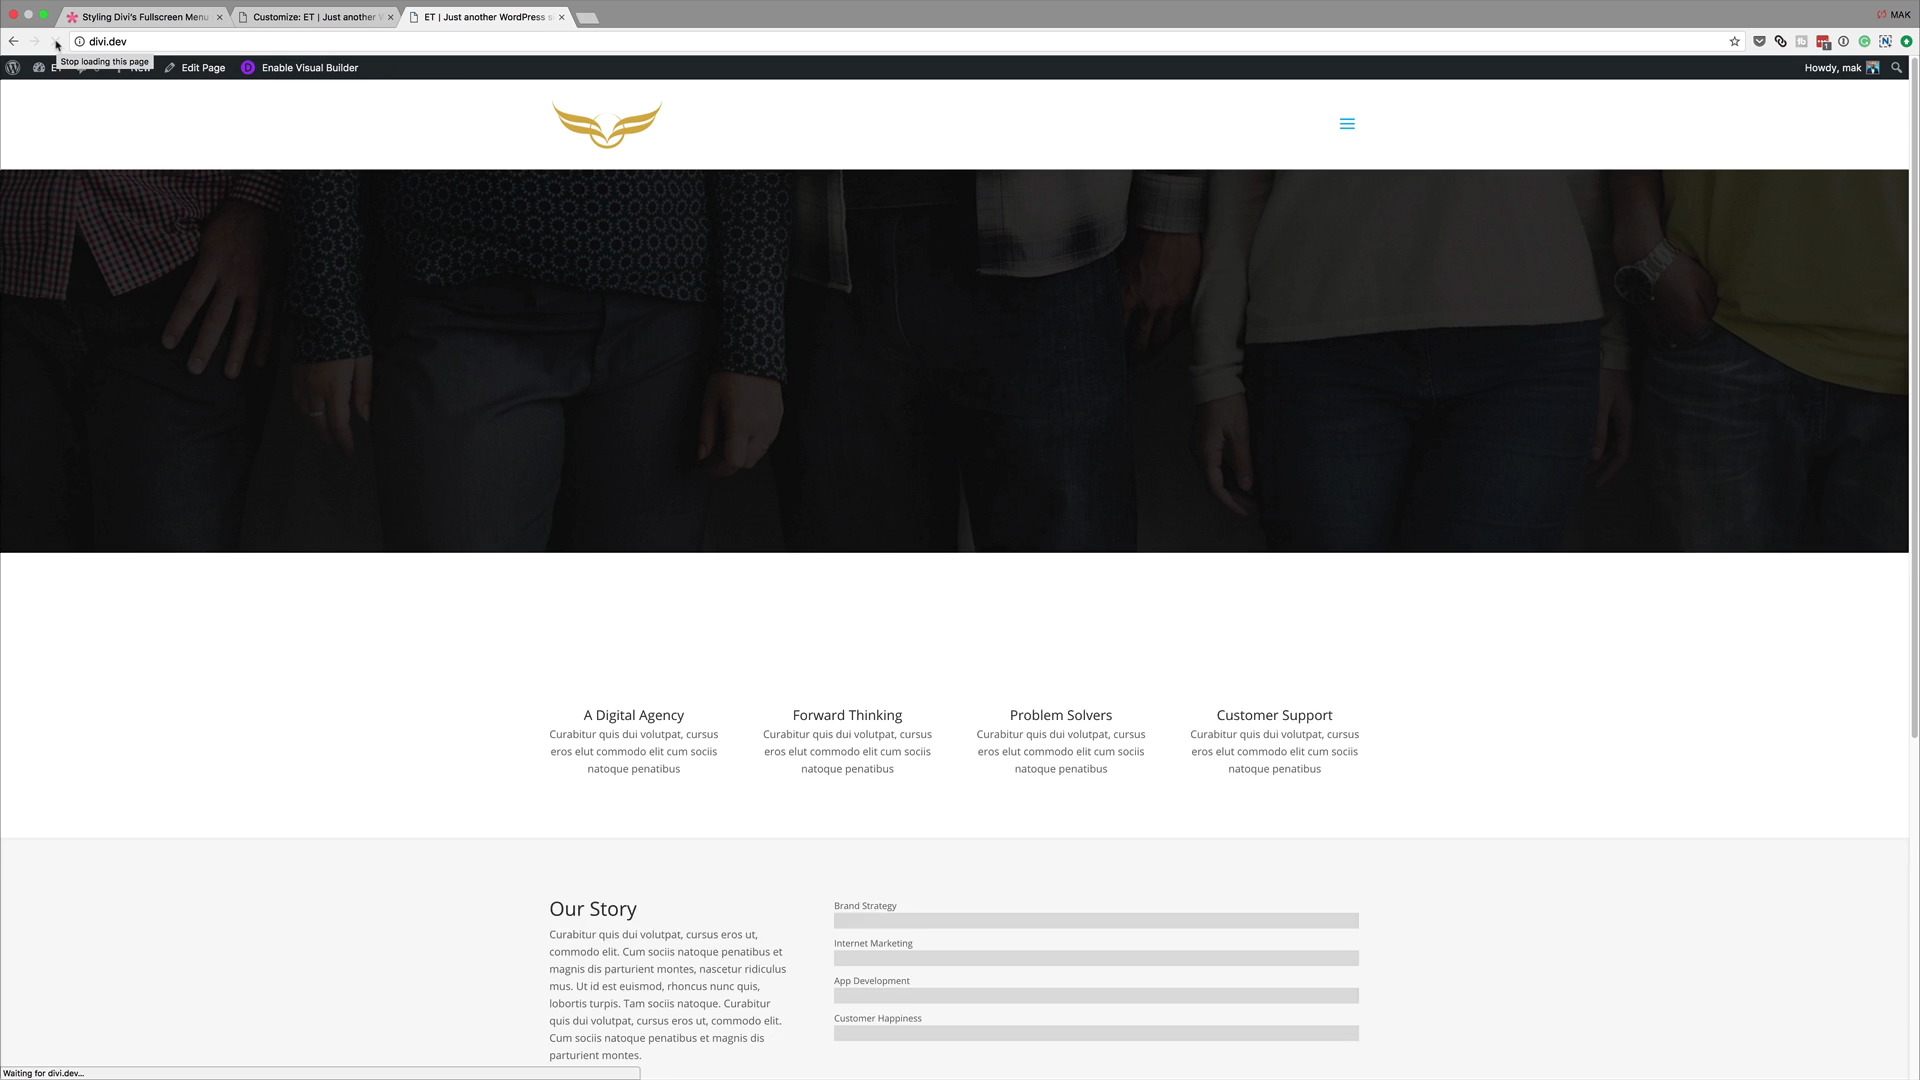 Styling Divi's Fullscreen Menu
Customize: ET | Just another W
ET | Just another WordPress s
MAK
divi.dev
Stop loading this page
New
Edit Page
D
Enable Visual Builder
Howdy, mak
A Digital Agency
Curabitur quis dui volutpat, cursus
eros elut commodo elit cum sociis
natoque penatibus
Forward Thinking
Curabitur quis dui volutpat, cursus
eros elut commodo elit cum sociis
natoque penatibus
Problem Solvers
Curabitur quis dui volutpat, cursus
eros elut commodo elit cum sociis
natoque penatibus
Customer Support
Curabitur quis dui volutpat, cursus
eros elut commodo elit cum sociis
natoque penatibus
Our Story
Curabitur quis dui volutpat, cursus eros ut,
commodo elit. Cum sociis natoque penatibus et
magnis dis parturient montes, nascetur ridiculus
mus. Ut id est euismod, rhoncus nunc quis,
lobortis turpis. Tam sociis natoque. Curabitur
quis dui volutpat, cursus eros ut, commodo elit.
Cum sociis natoque penatibus et magnis dis
parturient montes.
Brand Strategy
Internet Marketing
App Development
Customer Happiness
Waiting for divi.dev...